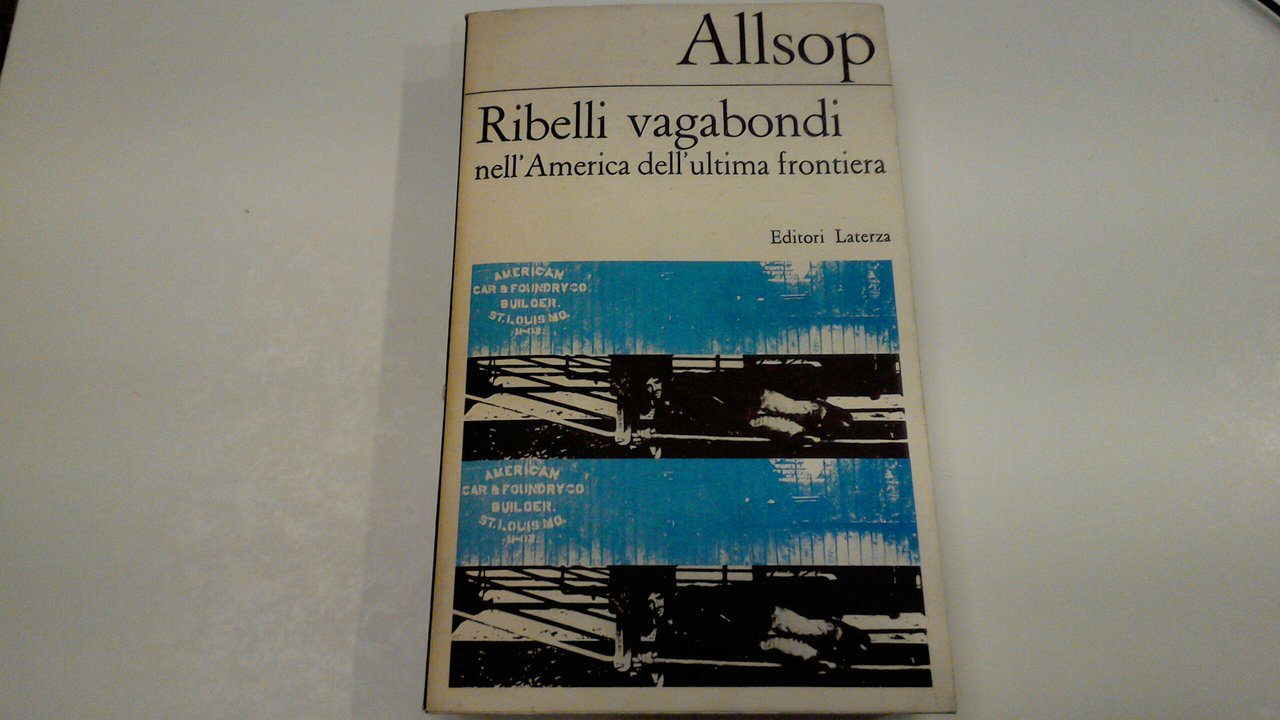 Allsop
Ribelli vagabondi
nell'America dell'ultima frontiera
Editori Laterza
AMERICAN
CAR & FOUNDRY CO.
BUILDER.
ST. LOUIS MO.
AMERICAN
CAR & FOUNDRY CO.
BUILDER.
ST. LOUIS MO.